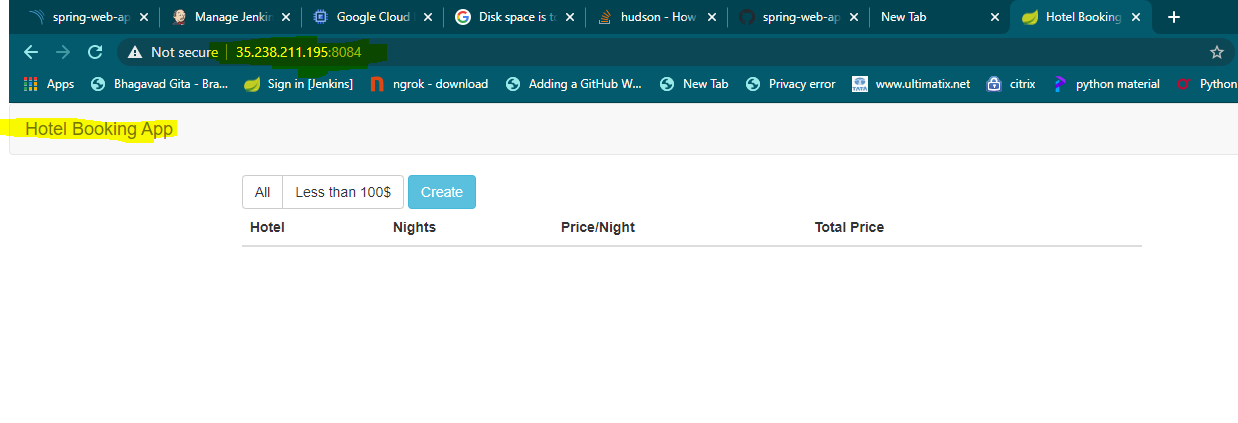 spring-web-ap
Manage Jenki
Google Cloud
Disk space is t
hudson - How
spring-web-ap
New Tab
Hotel Booking
Not secure | 35.238.211.195:8084
Apps
Bhagavad Gita - Bra...
Sign in [Jenkins]
ngrok - download
Adding a GitHub W...
New Tab
Privacy error
TATA
www.ultimatix.net
citrix
python material
Python
Hotel Booking App
All
Less than 100$
Create
Hotel Nights Price/Night Total Price